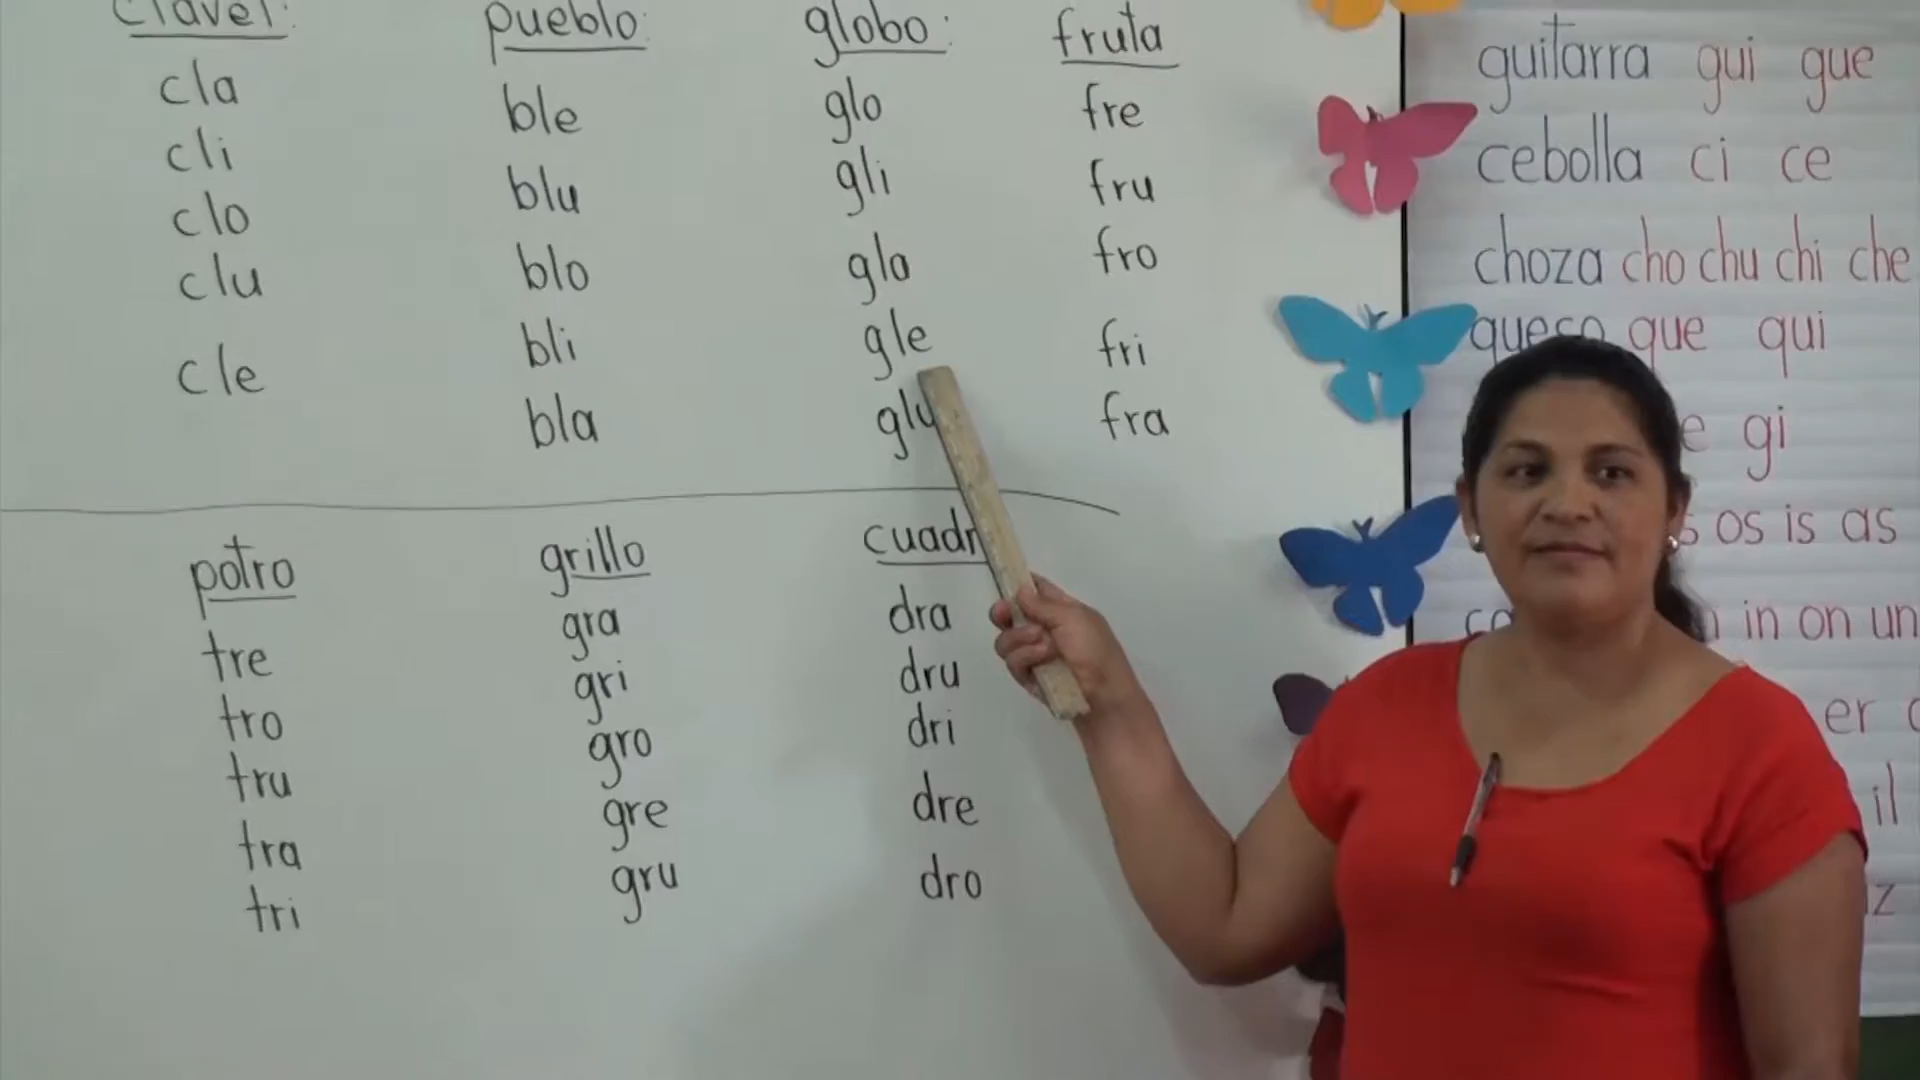 clavel:
cla
cli
clo
clu
cle
pueblo:
ble
blu
blo
bli
bla
globo:
glo
gli
gla
gle
glu
fruta
fre
fru
fro
fri
fra
potro
tre
tro
tru
tra
tri
grillo
gra
gri
gro
gre
gru
cuadr
dra
dru
dri
dre
dro
guitarra gui gue
cebolla ci ce
choza cho chu chi che
queso que qui
gi
os is as
in on un
er
il